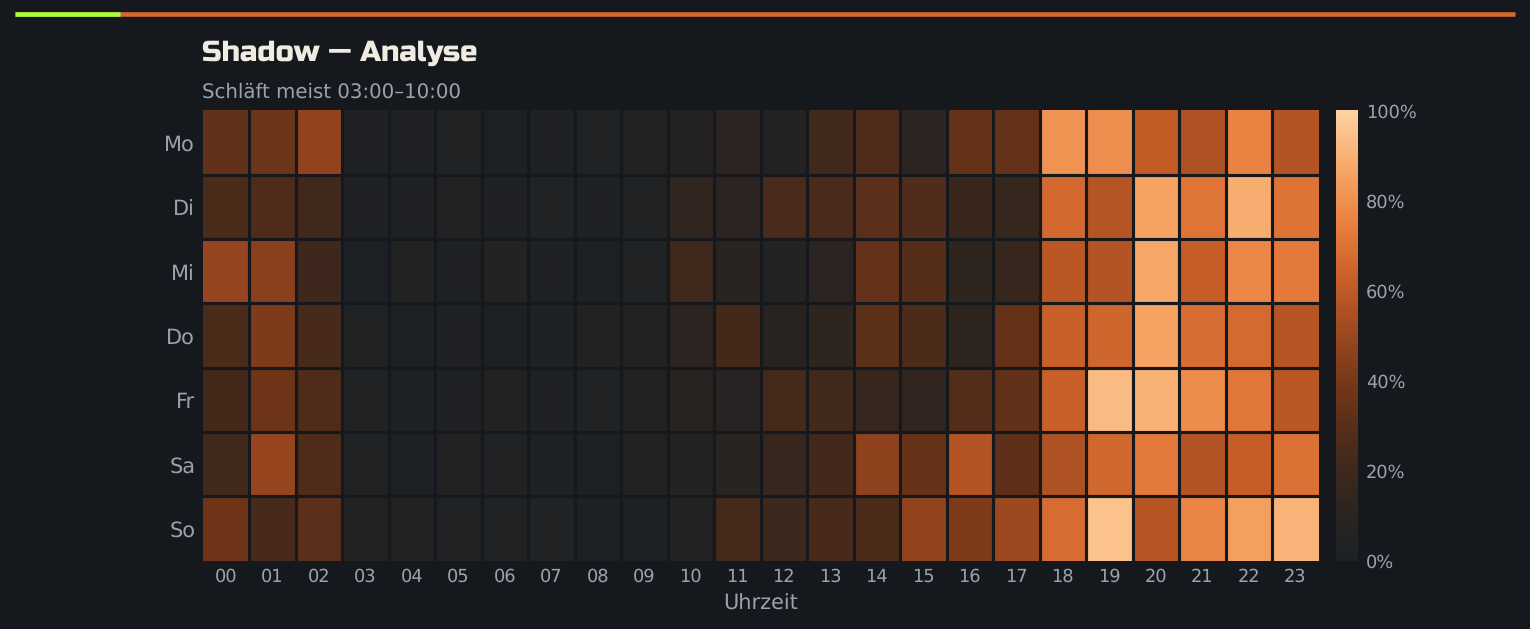 Shadow — Analyse
Schläft meist 03:00–10:00
100%
Mo
Di
80%
Mi
60%
Do
40%
Fr
Sa
20%
So
0%
00 01 02 03 04 05 06 07 08 09 10 11 12 13 14 15 16 17 18 19 20 21 22 23
Uhrzeit